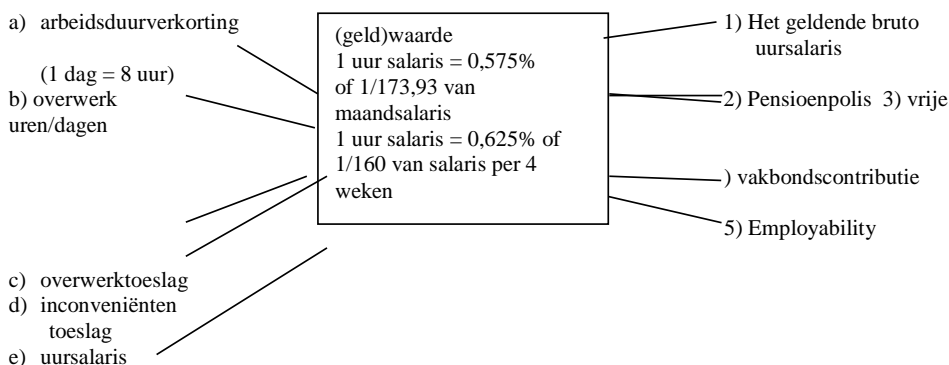 a) arbeidsduurverkorting
(1 dag = 8 uur)
b) overwerk
uren/dagen
c) overwerktoeslag
d) inconveniënten
toeslag
e) uursalaris
(geld)waarde
1 uur salaris = 0,575%
of 1/173,93 van
maandsalaris
1 uur salaris = 0,625% of
1/160 van salaris per 4
weken
1) Het geldende bruto
uursalaris
2) Pensioenpolis 3) vrije
) vakbondscontributie
5) Employability